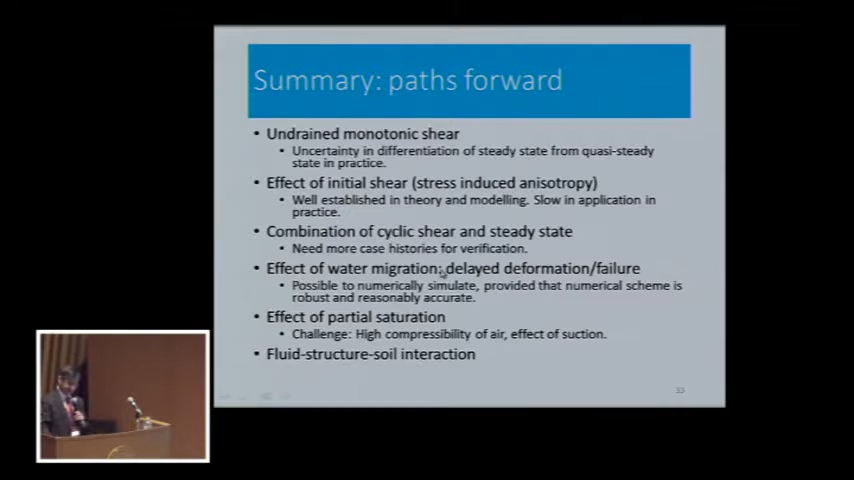 Summary: paths forward
• Undrained monotonic shear
• Uncertainty in differentiation of steady state from quasi-steady
state in practice.
• Effect of initial shear (stress induced anisotropy)
• Well established in theory and modelling. Slow in application in
practice.
• Combination of cyclic shear and steady state
• Need more case histories for verification.
• Effect of water migration: delayed deformation/failure
• Possible to numerically simulate, provided that numerical scheme is
robust and reasonably accurate.
• Effect of partial saturation
• Challenge: High compressibility of air, effect of suction.
• Fluid-structure-soil interaction
33